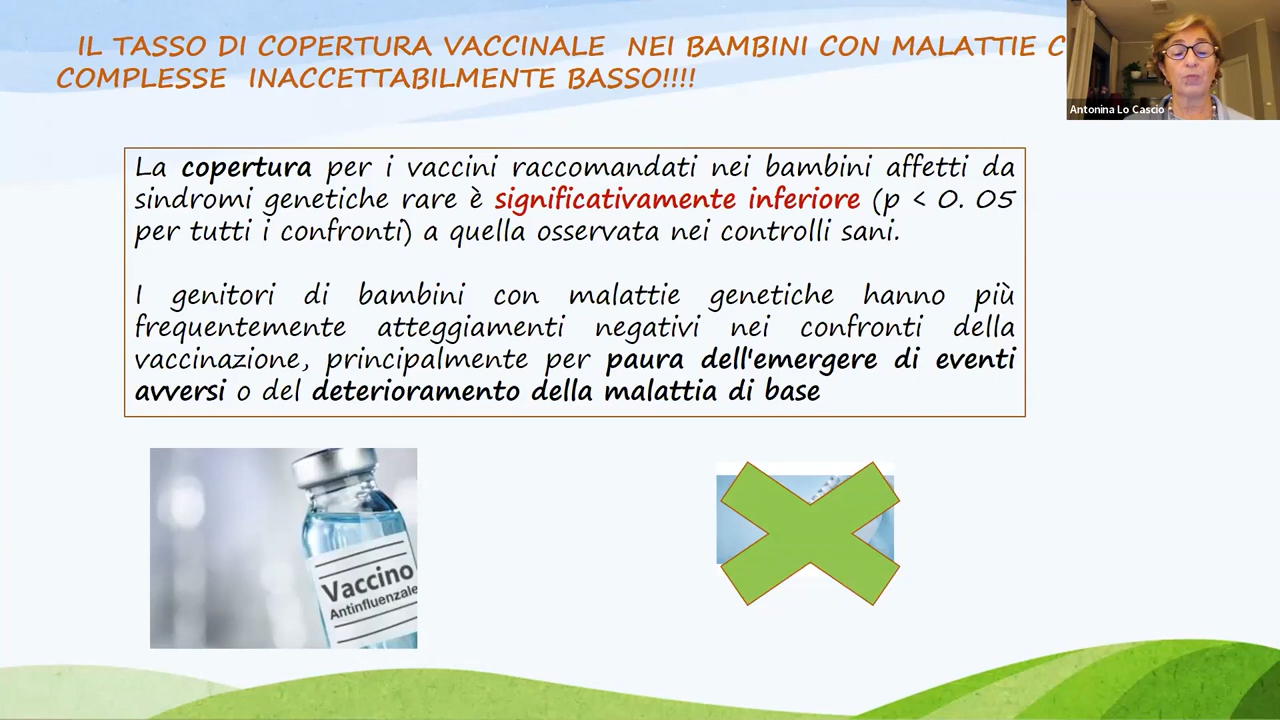 IL TASSO DI COPERTURA VACCINALE NEI BAMBINI CON MALATTIE C
COMPLESSE INACCETTABILMENTE BASSO!!!!
Antonina Lo Cascio
La copertura per i vaccini raccomandati nei bambini affetti da
sindromi genetiche rare è significativamente inferiore (p < 0. 05
per tutti i confronti) a quella osservata nei controlli sani.
I genitori di bambini con malattie genetiche hanno più
frequentemente atteggiamenti negativi nei confronti della
vaccinazione, principalmente per paura dell'emergere di eventi
avversi o del deterioramento della malattia di base
Vaccino
Antinfluenzale